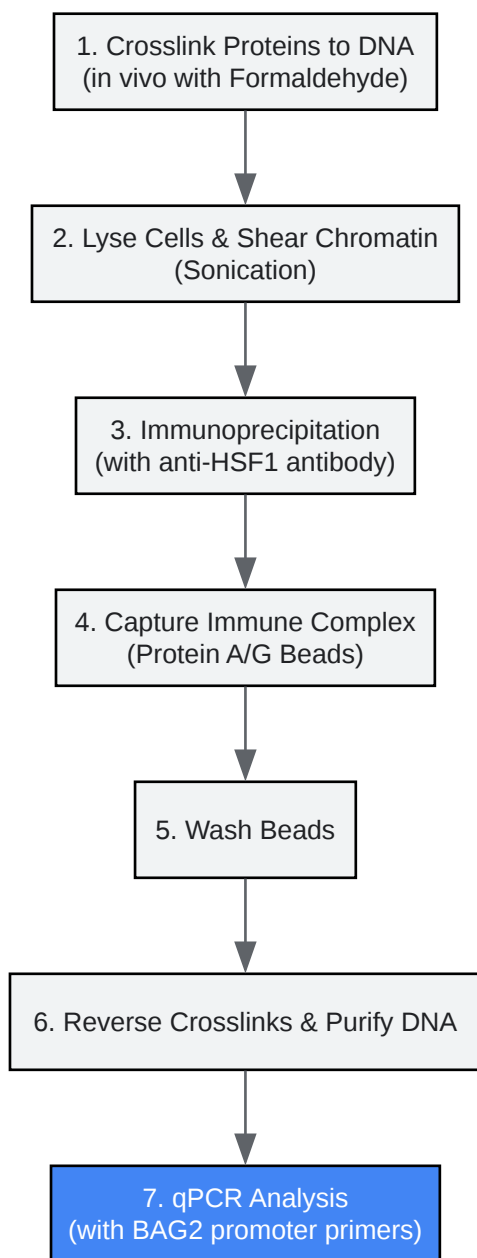 1. Crosslink Proteins to DNA
(in vivo with Formaldehyde)
2. Lyse Cells & Shear Chromatin
(Sonication)
3. Immunoprecipitation
(with anti-HSF1 antibody)
4. Capture Immune Complex
(Protein A/G Beads)
5. Wash Beads
6. Reverse Crosslinks & Purify DNA
7. qPCR Analysis
(with BAG2 promoter primers)